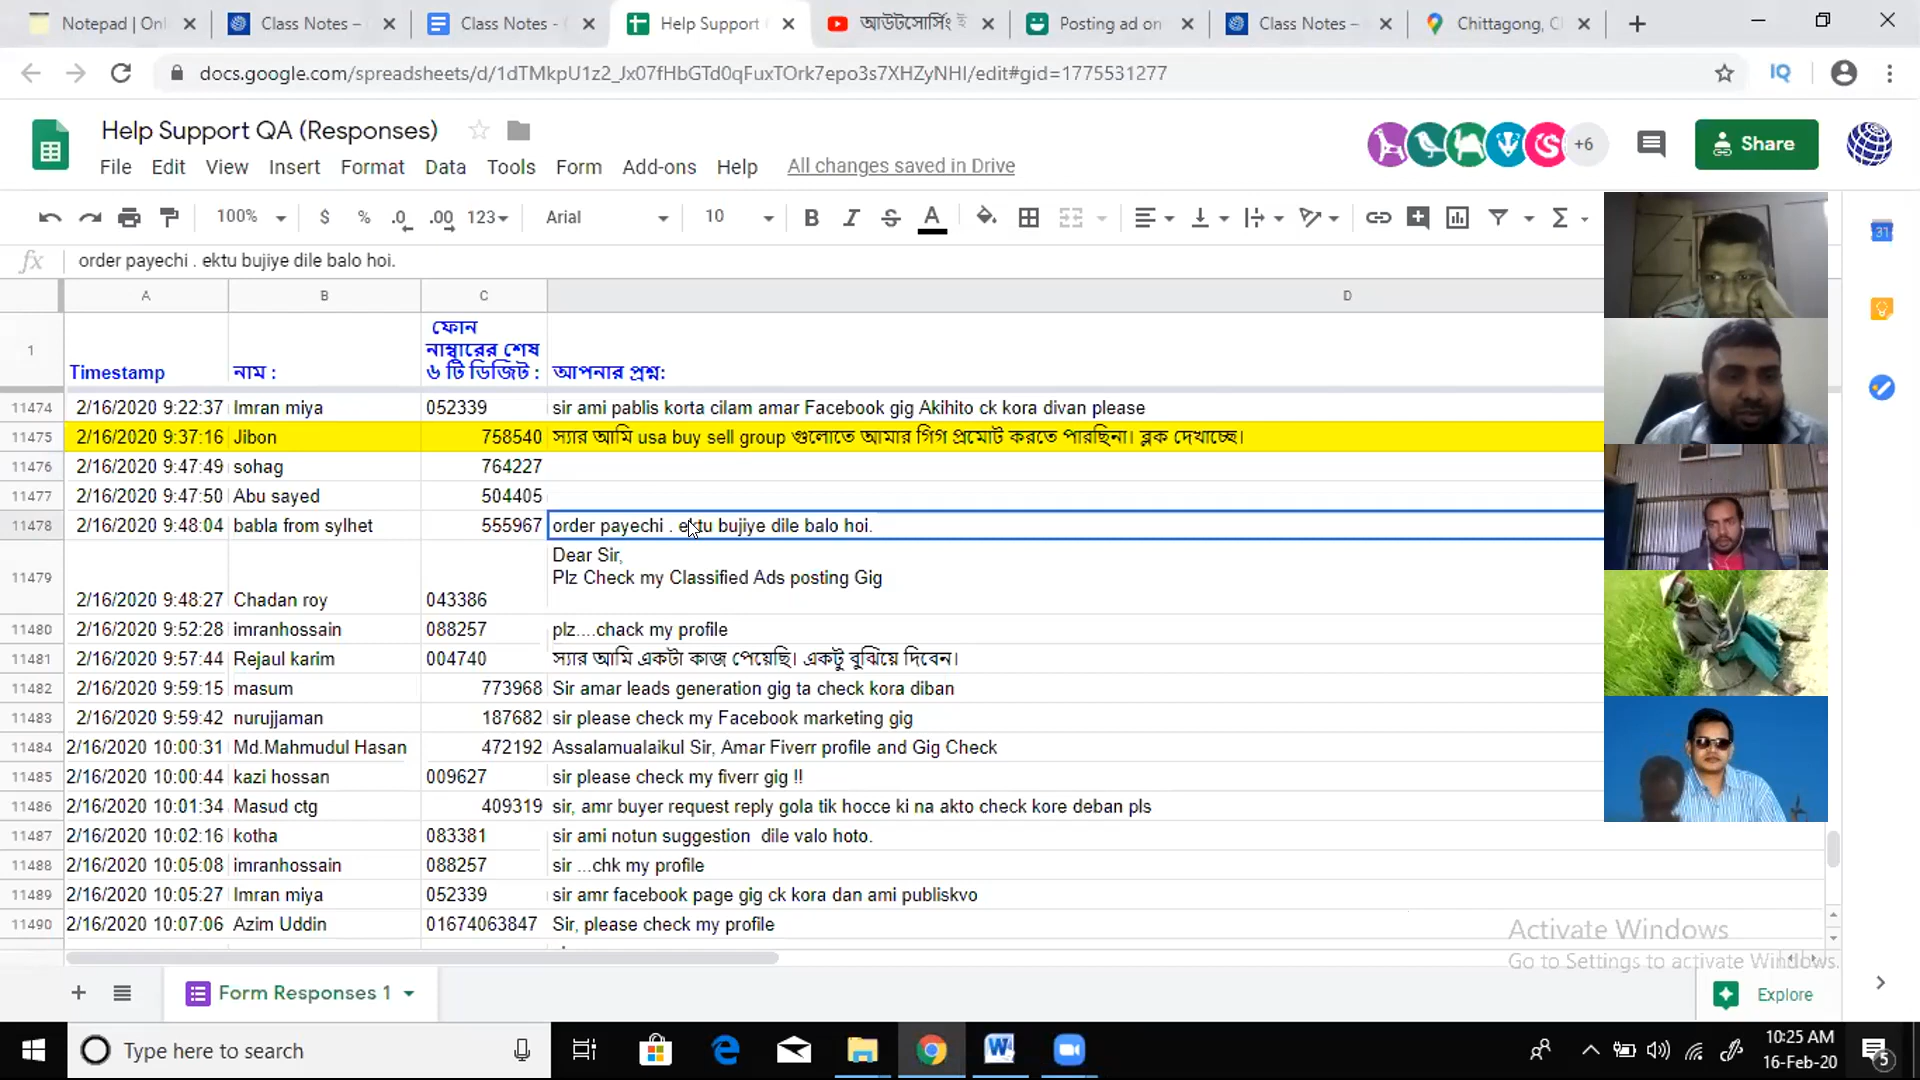 Notepad | Onl
Class Notes –
Class Notes -
Help Support
আউটসোর্সিং ই
Posting ad on
Class Notes –
Chittagong, C
docs.google.com/spreadsheets/d/1dTMkpU1z2_Jx07fHbGTd0qFuxTOrk7epo3s7XHZyNHI/edit#gid=1775531277
Help Support QA (Responses)
+6
Share
File Edit View Insert Format Data Tools Form Add-ons Help All changes saved in Drive
100% $ % .0 .00 123 Arial 10 B I S A
31
fx order payechi . ektu bujiye dile balo hoi.
A B C D
1 Timestamp নাম : ফোন নাম্বারের শেষ ৬ টি ডিজিট : আপনার প্রশ্ন:
11474 2/16/2020 9:22:37 Imran miya 052339 sir ami pablis korta cilam amar Facebook gig Akihito ck kora divan please
11475 2/16/2020 9:37:16 Jibon 758540 স্যার আমি usa buy sell group গুলোতে আমার গিগ প্রমোট করতে পারছিনা। ব্লক দেখাচ্ছে।
11476 2/16/2020 9:47:49 sohag 764227
11477 2/16/2020 9:47:50 Abu sayed 504405
11478 2/16/2020 9:48:04 babla from sylhet 555967 order payechi . ektu bujiye dile balo hoi.
Dear Sir,
Plz Check my Classified Ads posting Gig
11479 2/16/2020 9:48:27 Chadan roy 043386
11480 2/16/2020 9:52:28 imranhossain 088257 plz....chack my profile
11481 2/16/2020 9:57:44 Rejaul karim 004740 স্যার আমি একটা কাজ পেয়েছি। একটু বুঝিয়ে দিবেন।
11482 2/16/2020 9:59:15 masum 773968 Sir amar leads generation gig ta check kora diban
11483 2/16/2020 9:59:42 nurujjaman 187682 sir please check my Facebook marketing gig
11484 2/16/2020 10:00:31 Md.Mahmudul Hasan 472192 Assalamualaikul Sir, Amar Fiverr profile and Gig Check
11485 2/16/2020 10:00:44 kazi hossan 009627 sir please check my fiverr gig !!
11486 2/16/2020 10:01:34 Masud ctg 409319 sir, amr buyer request reply gola tik hocce ki na akto check kore deban pls
11487 2/16/2020 10:02:16 kotha 083381 sir ami notun suggestion dile valo hoto.
11488 2/16/2020 10:05:08 imranhossain 088257 sir ...chk my profile
11489 2/16/2020 10:05:27 Imran miya 052339 sir amr facebook page gig ck kora dan ami publiskvo
11490 2/16/2020 10:07:06 Azim Uddin 01674063847 Sir, please check my profile
Activate Windows
Go to Settings to activate Windows.
Form Responses 1
Explore
Type here to search
10:25 AM
16-Feb-20
5